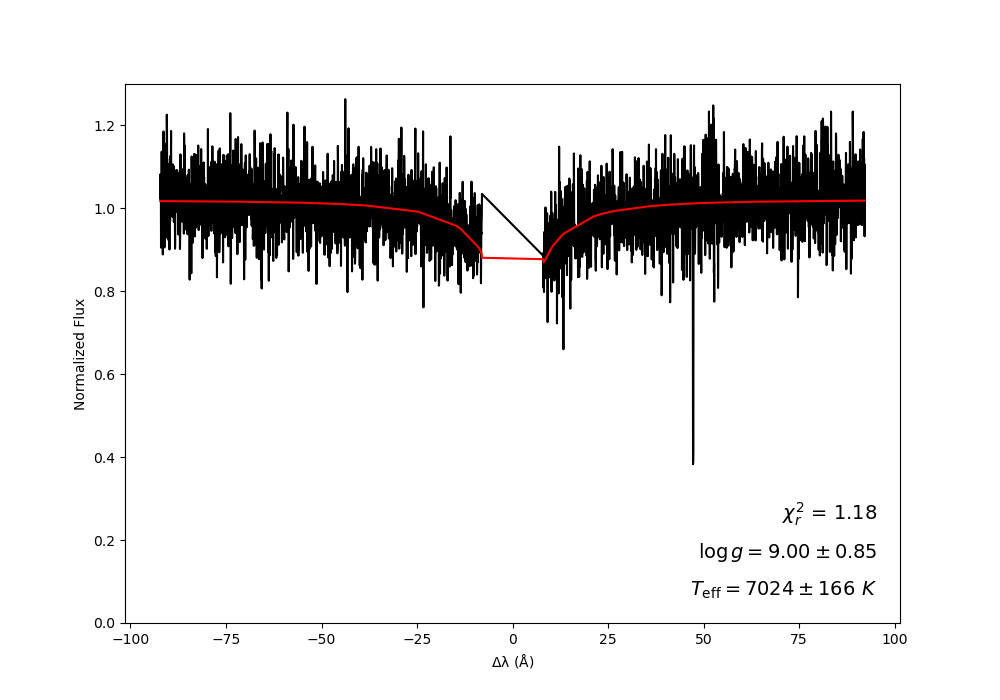 Normalized Flux
1.2
1.0
0.8
0.6
0.4
0.2
0.0
χ²ᵣ = 1.18
log g = 9.00 ± 0.85
T_eff = 7024 ± 166 K
−100 −75 −50 −25 0 25 50 75 100
Δλ (Å)